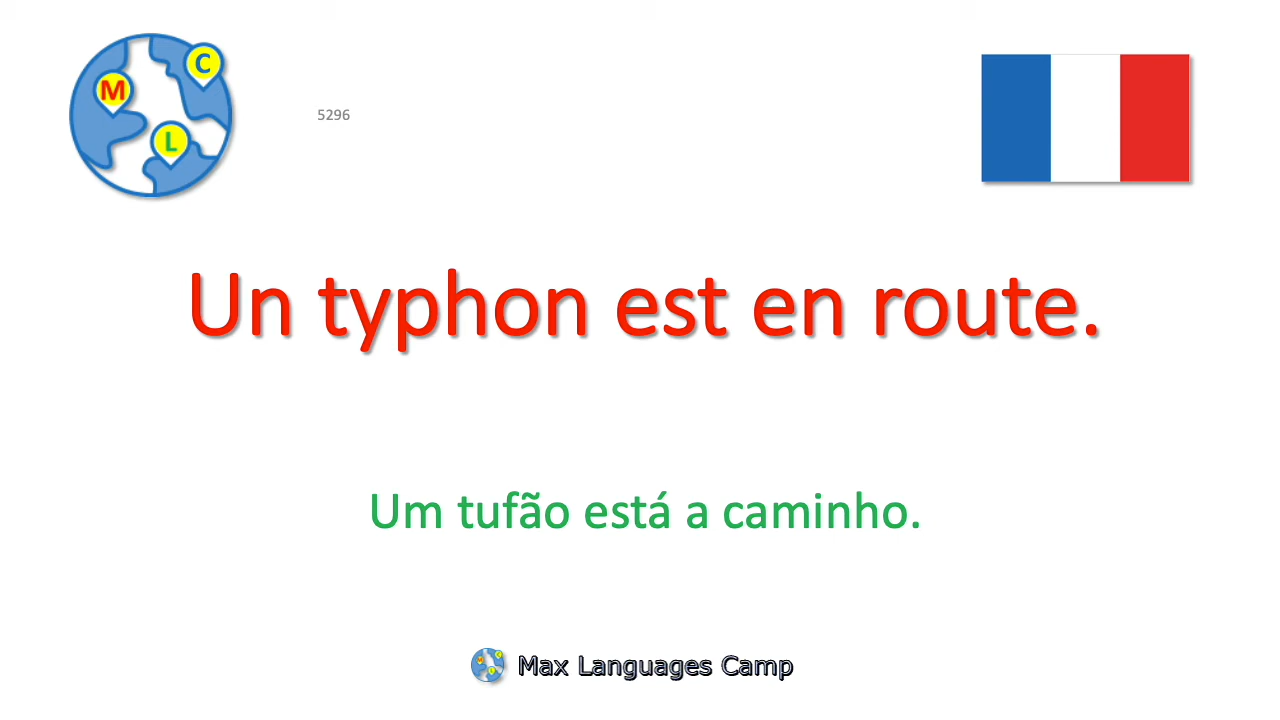 M
C
L
5296
Un typhon est en route.
Um tufão está a caminho.
Max Languages Camp